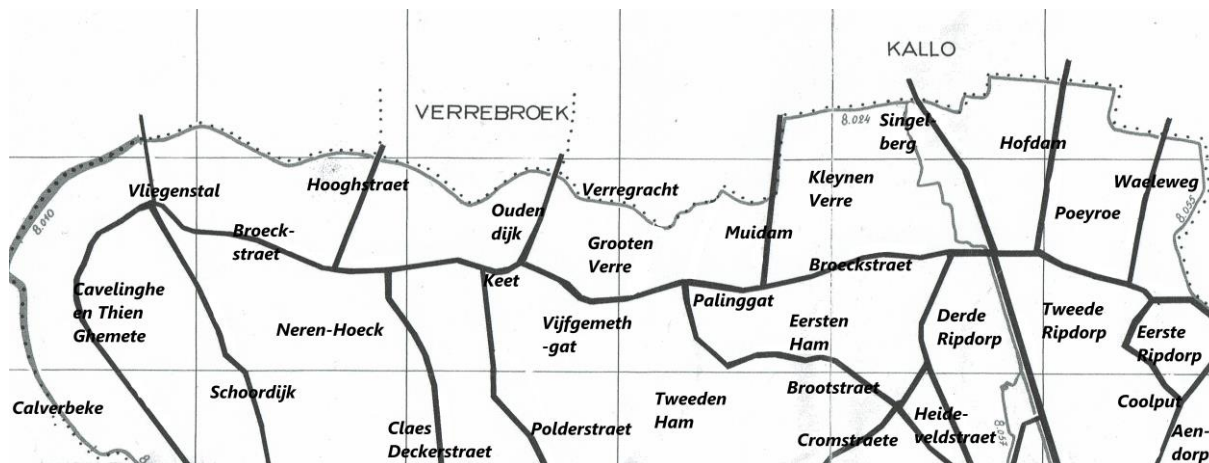 KALLO
VERREBROEK
8.024
Singel-
berg
Hofdam
Vliegenstal
Hooghstraet
Verregracht
Kleynen
Verre
Waeleweg
8.010
Broeck-
straet
Ouden
dijk
Grooten
Verre
Muidam
Poeyroe
8.055
Keet
Broeckstraet
Cavelinghe
en Thien
Ghemete
Neren-Hoeck
Vijfgemeth
-gat
Palinggat
Eersten
Ham
Derde
Ripdorp
Tweede
Ripdorp
Eerste
Ripdorp
Calverbeke
Schoordijk
Claes
Deckerstraet
Polderstraet
Tweeden
Ham
Brootstraet
Cromstraete
Heide-
veldstraet
8.057
Coolput
Aen-
dorp